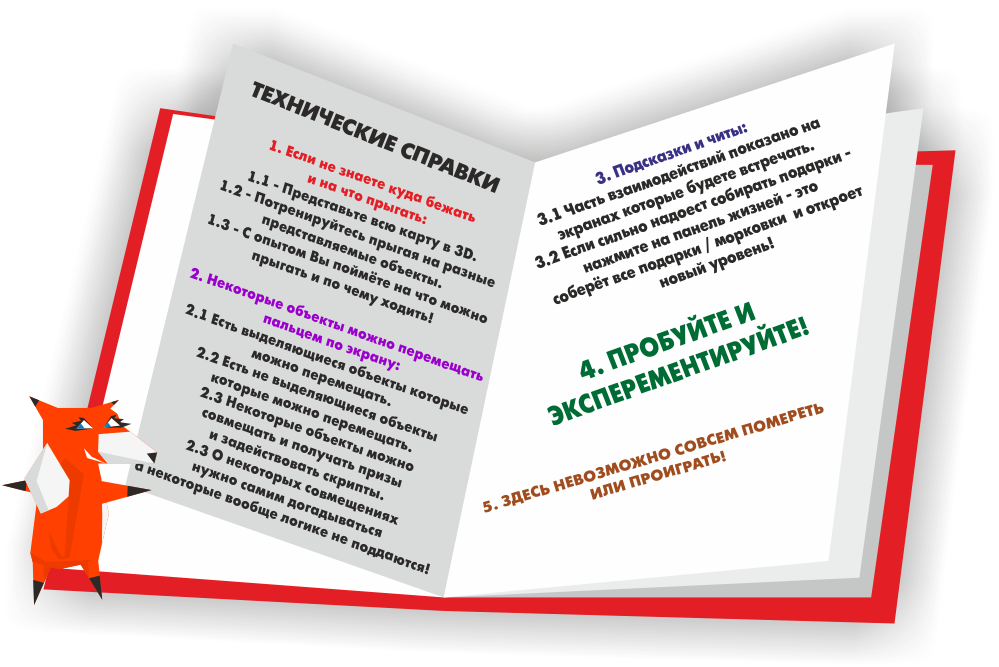 ТЕХНИЧЕСКИЕ СПРАВКИ
1. Если не знаете куда бежать
и на что прыгать:
1.1 - Представьте всю карту в 3D.
1.2 - Потренируйтесь прыгая на разные
представляемые объекты.
1.3 - С опытом Вы поймёте на что можно
прыгать и по чему ходить!
2. Некоторые объекты можно перемещать
пальцем по экрану:
2.1 Есть выделяющиеся объекты которые
можно перемещать.
2.2 Есть не выделяющиеся объекты
которые можно перемещать.
2.3 Некоторые объекты можно
совмещать и получать призы
и задействовать скрипты.
2.3 О некоторых совмещениях
нужно самим догадываться
а некоторые вообще логике не поддаются!
3. Подсказки и читы:
3.1 Часть взаимодействий показано на
экранах которые будете встречать.
3.2 Если сильно надоест собирать подарки -
нажмите на панель жизней - это
соберёт все подарки / морковки и откроет
новый уровень!
4. ПРОБУЙТЕ И
ЭКСПЕРЕМЕНТИРУЙТЕ!
5. ЗДЕСЬ НЕВОЗМОЖНО СОВСЕМ ПОМЕРЕТЬ
ИЛИ ПРОИГРАТЬ!